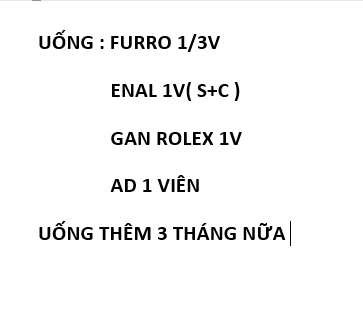 UỐNG : FURRO 1/3V
ENAL 1V( S+C )
GAN ROLEX 1V
AD 1 VIÊN
UỐNG THÊM 3 THÁNG NỮA